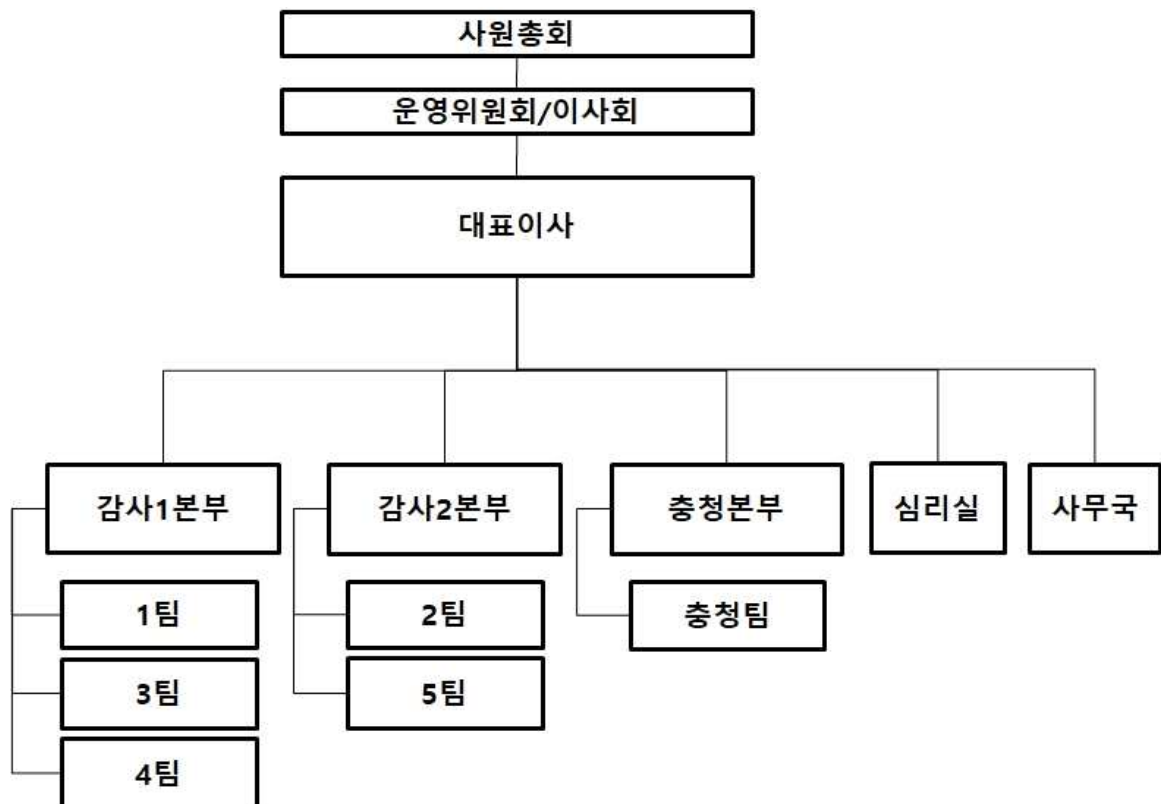 사원총회
운영위원회/이사회
대표이사
감사1본부
감사2본부
충청본부
심리실
사무국
1팀
2팀
충청팀
3팀
5팀
4팀